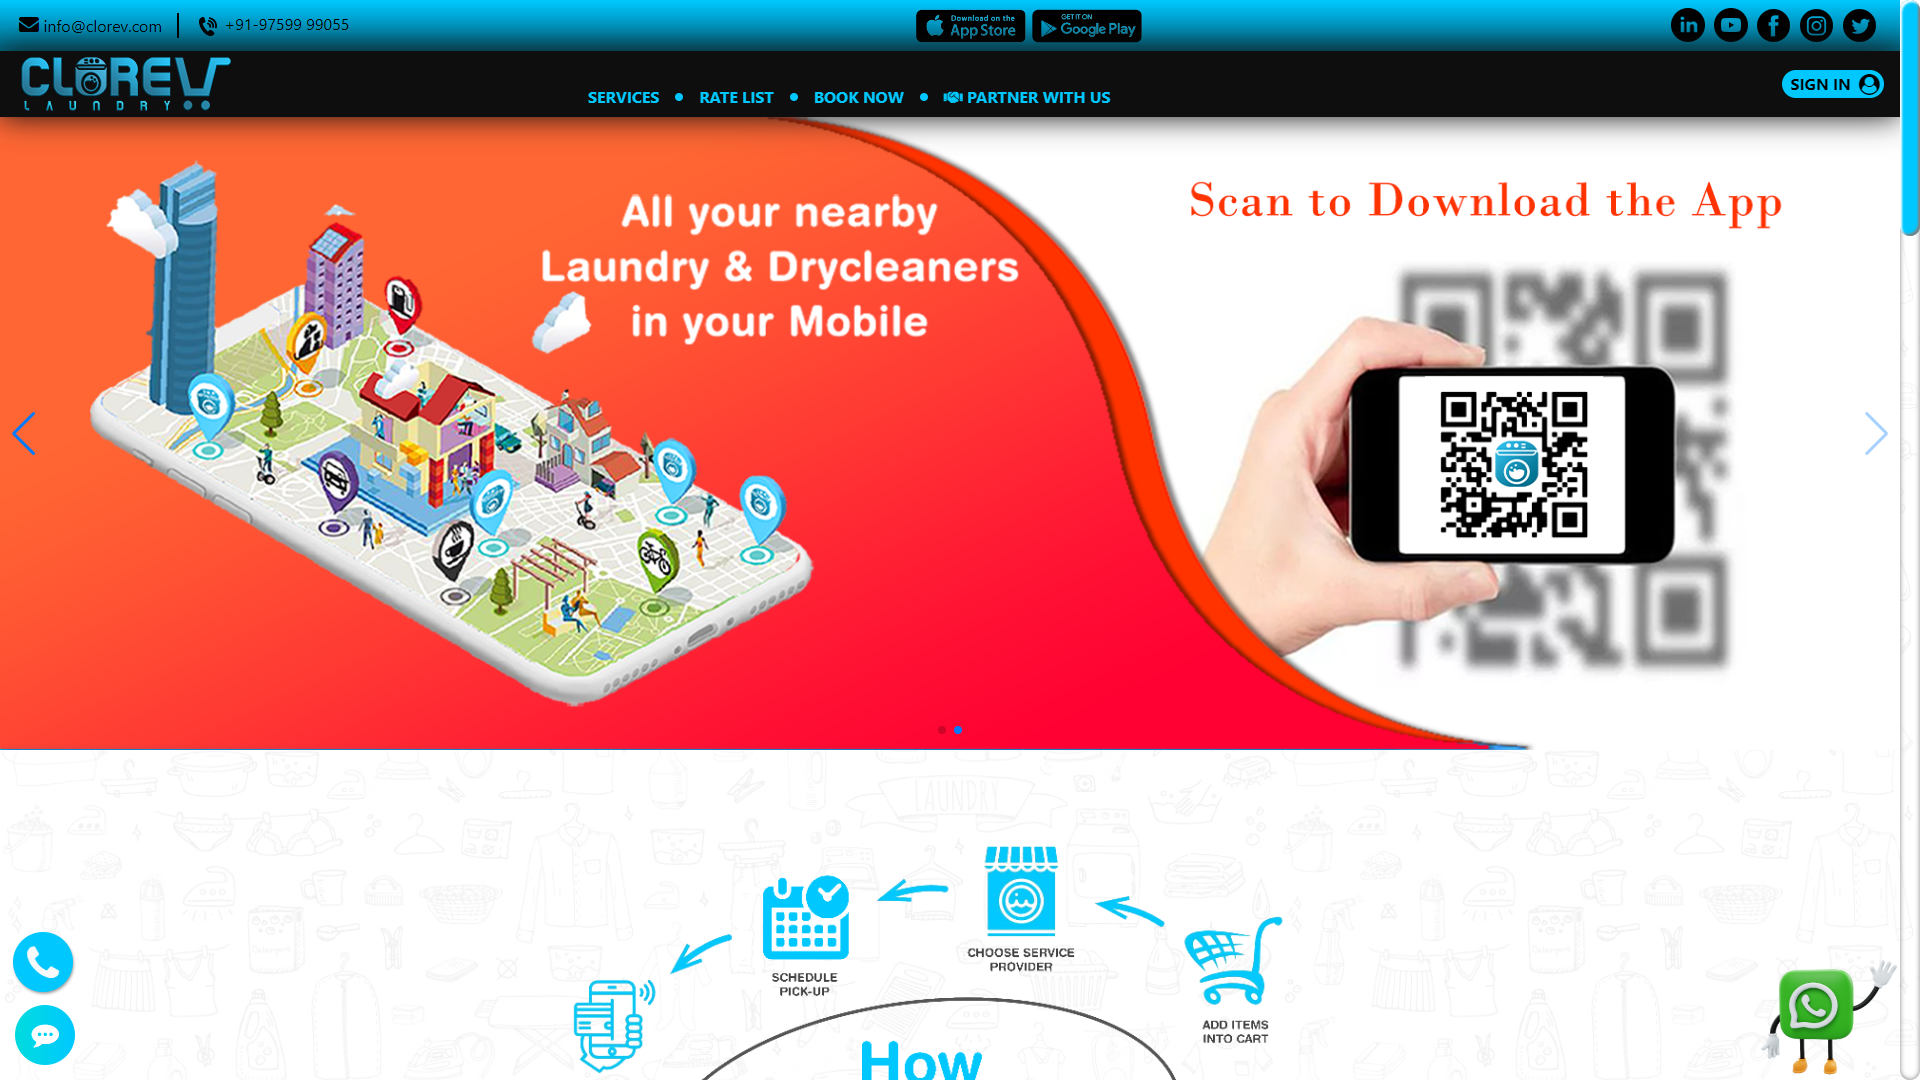 info@clorev.com
+91-97599 99055
Download on the
App Store
GET IT ON
Google Play
CLOREV
LAUNDRY
SERVICES
RATE LIST
BOOK NOW
PARTNER WITH US
SIGN IN
All your nearby
Laundry & Drycleaners
in your Mobile
Scan to Download the App
LAUNDRY
CHOOSE SERVICE
PROVIDER
SCHEDULE
PICK-UP
ADD ITEMS
INTO CART
How